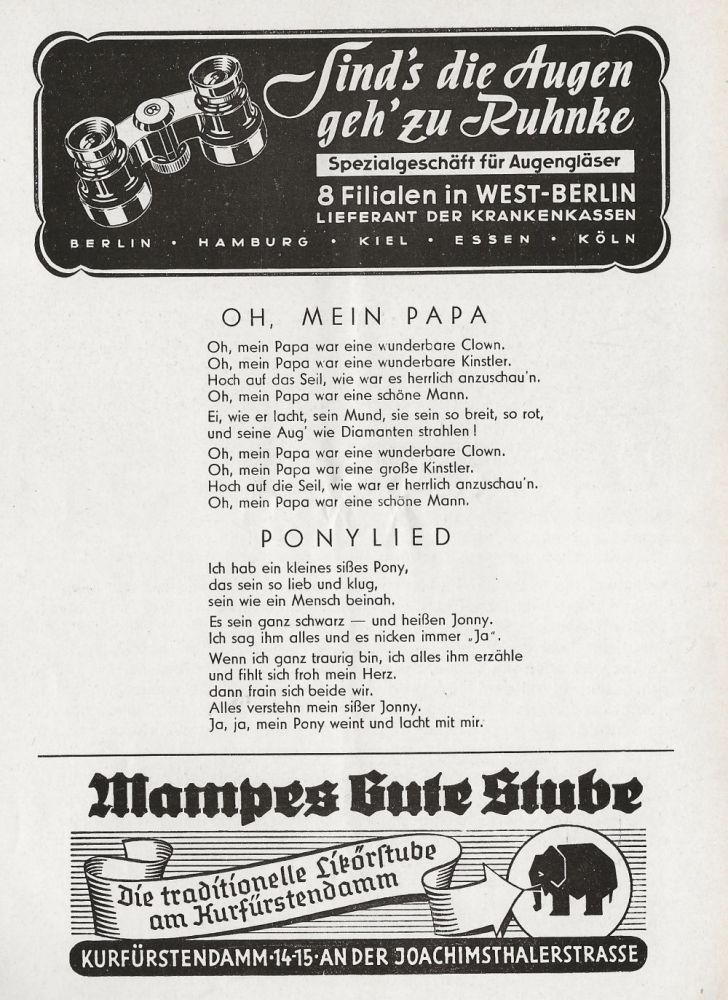 Sind's die Augen
geh' zu Ruhnke
Spezialgeschäft für Augengläser
8 Filialen in WEST-BERLIN
LIEFERANT DER KRANKENKASSEN
BERLIN • HAMBURG • KIEL • ESSEN • KÖLN
OH, MEIN PAPA
Oh, mein Papa war eine wunderbare Clown.
Oh, mein Papa war eine wunderbare Kinstler.
Hoch auf das Seil, wie war es herrlich anzuschau'n.
Oh, mein Papa war eine schöne Mann.
Ei, wie er lacht, sein Mund, sie sein so breit, so rot,
und seine Aug' wie Diamanten strahlen!
Oh, mein Papa war eine wunderbare Clown.
Oh, mein Papa war eine große Kinstler.
Hoch auf die Seil, wie war er herrlich anzuschau'n.
Oh, mein Papa war eine schöne Mann.
PONYLIED
Ich hab ein kleines sißes Pony,
das sein so lieb und klug,
sein wie ein Mensch beinah.
Es sein ganz schwarz — und heißen Jonny.
Ich sag ihm alles und es nicken immer „Ja".
Wenn ich ganz traurig bin, ich alles ihm erzähle
und fihlt sich froh mein Herz.
dann frain sich beide wir.
Alles verstehn mein sißer Jonny.
Ja, ja, mein Pony weint und lacht mit mir.
Mampes Gute Stube
Die traditionelle Likörstube
am Kurfürstendamm
KURFÜRSTENDAMM·14-15·AN DER JOACHIMSTHALERSTRASSE